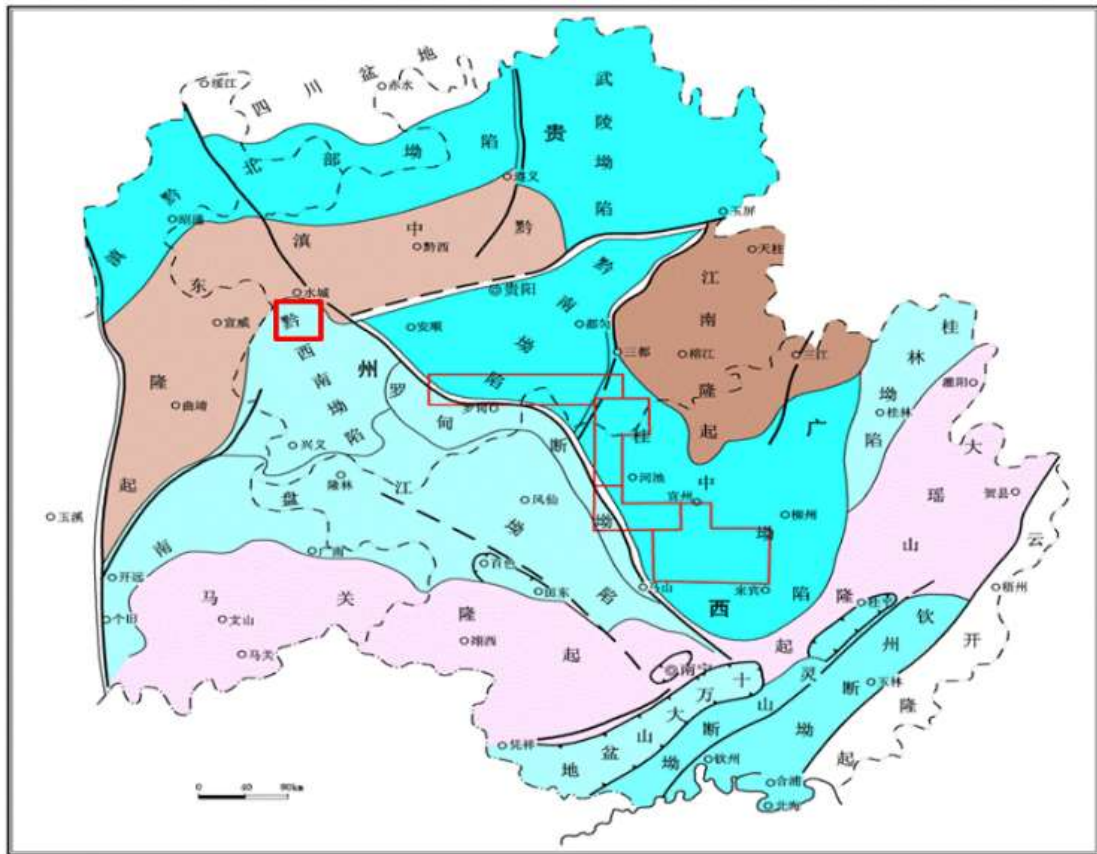 绥江
四川盆地
赤水
武陵坳陷
贵
滇黔北部坳陷
遵义
玉屏
昭通
滇中黔
黔西
天柱
江南隆起
东
水城
贵阳
黔南坳陷
宣威
黔西南坳陷
安顺
都匀
三都
榕江
三江
桂林坳陷
州
罗甸断坳
罗甸
隆起
曲靖
桂林
广
桂中坳陷
兴义
隆林
河池
宜州
大瑶山隆起
贺县
玉溪
南盘江坳陷
凤山
柳州
云开隆起
广南
百色
田东
马山
来宾
西
梧州
开远
个旧
马关隆起
文山
靖西
桂平
马关
南宁
钦州断坳
十万大山盆地
灵山断坳
玉林
凭祥
钦州
合浦
北海
0 40 80km